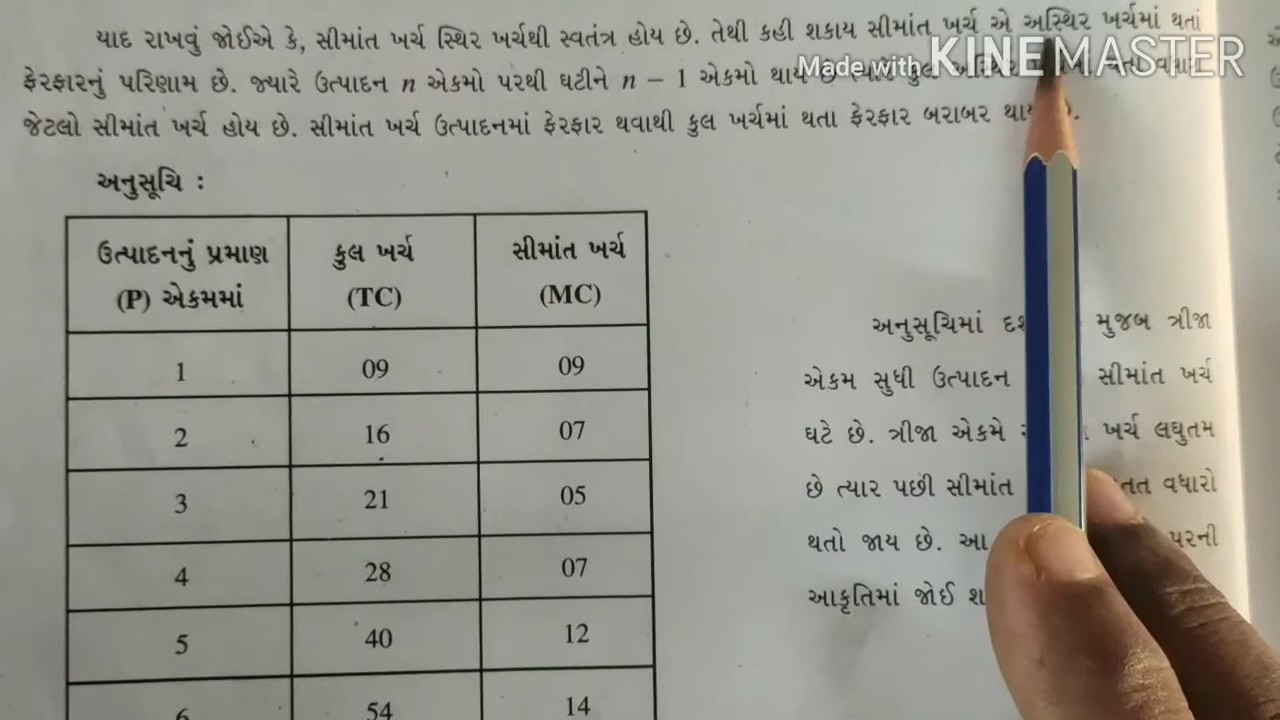 યાદ રાખવું જોઈએ કે, સીમાંત ખર્ચ સ્થિર ખર્ચથી સ્વતંત્ર હોય છે. તેથી કહી શકાય સીમાંત ખર્ચ એ અસ્થિર ખર્ચમાં થતાં
Made with KINEMASTER
ફેરફારનું પરિણામ છે. જ્યારે ઉત્પાદન n એકમો પરથી ઘટીને n – 1 એકમો થાય છે
જેટલો સીમાંત ખર્ચ હોય છે. સીમાંત ખર્ચ ઉત્પાદનમાં ફેરફાર થવાથી કુલ ખર્ચમાં થતા ફેરફાર બરાબર
અનુસૂચિ :
ઉત્પાદનનું પ્રમાણ કુલ ખર્ચ સીમાંત ખર્ચ
(P) એકમમાં (TC) (MC)
1 09 09
2 16 07
3 21 05
4 28 07
5 40 12
6 54 14
અનુસૂચિમાં મુજબ ત્રીજા
એકમ સુધી ઉત્પાદન સીમાંત ખર્ચ
ઘટે છે. ત્રીજા એકમે ખર્ચ લઘુતમ
છે ત્યાર પછી સીમાંત વધારો
થતો જાય છે. આ પરની
આકૃતિમાં જોઈ